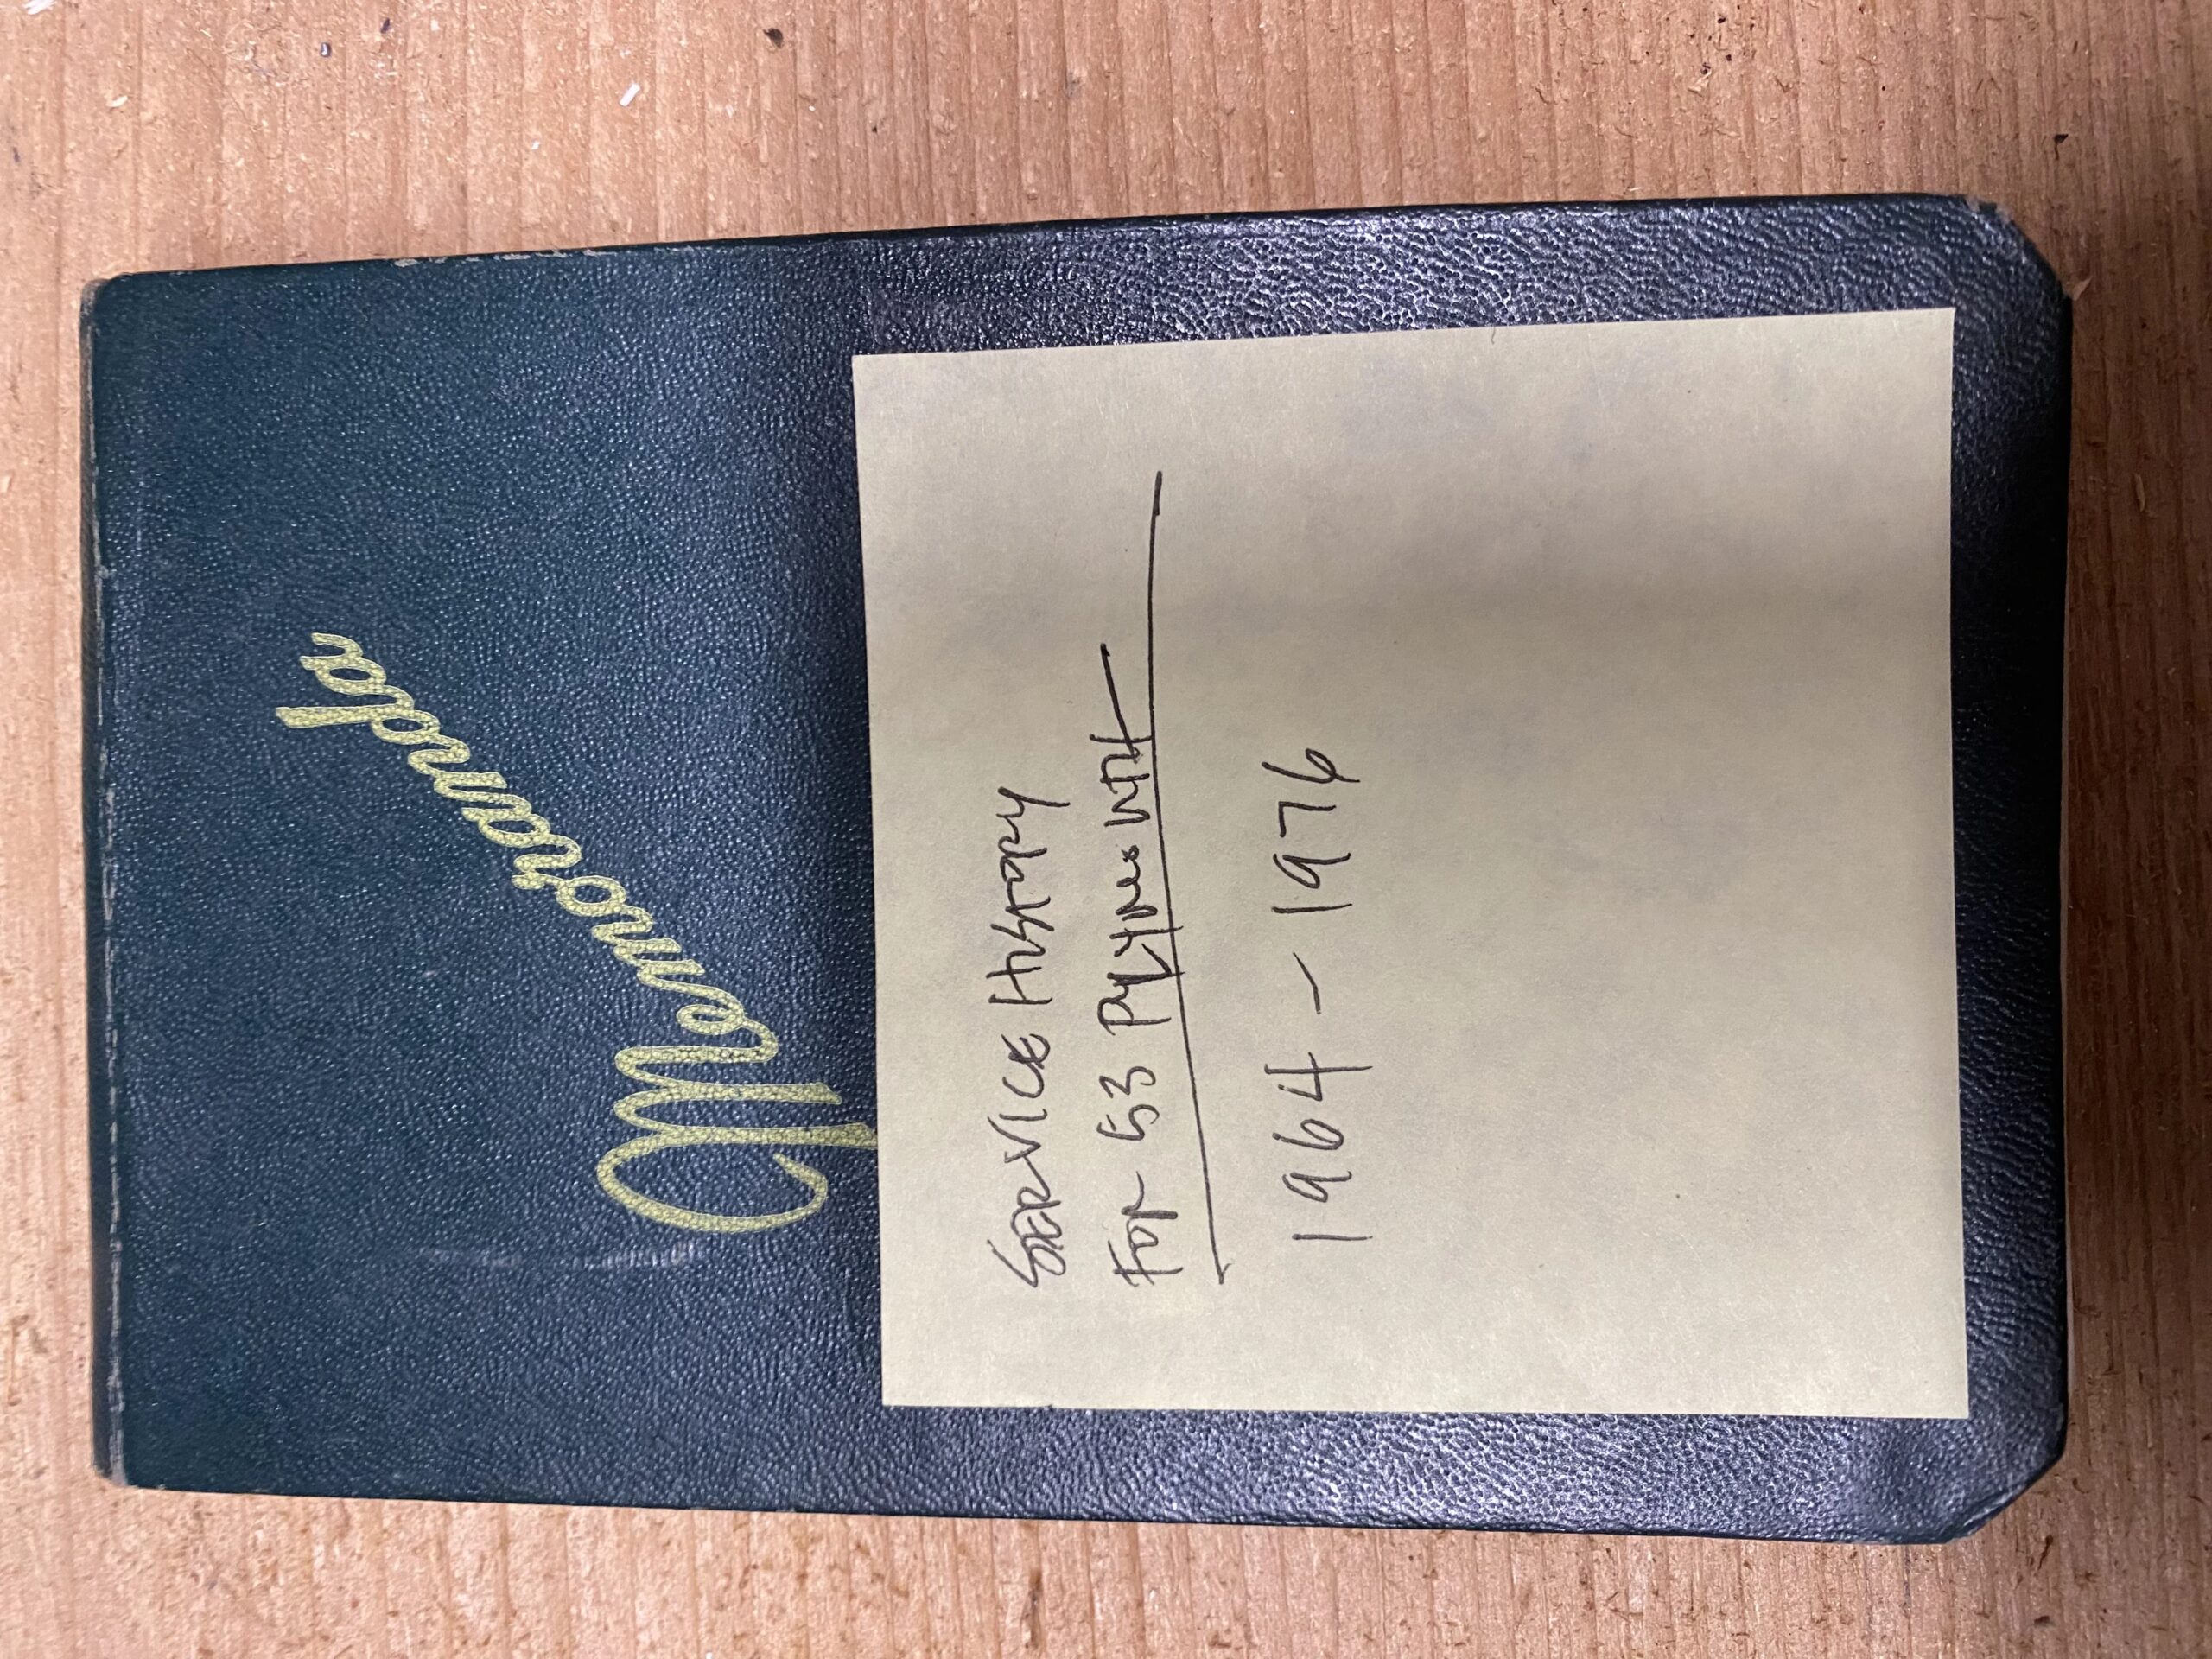 Memoranda
SERVICE HISTORY
FOR 53 PLYMOUTH
1964 - 1976